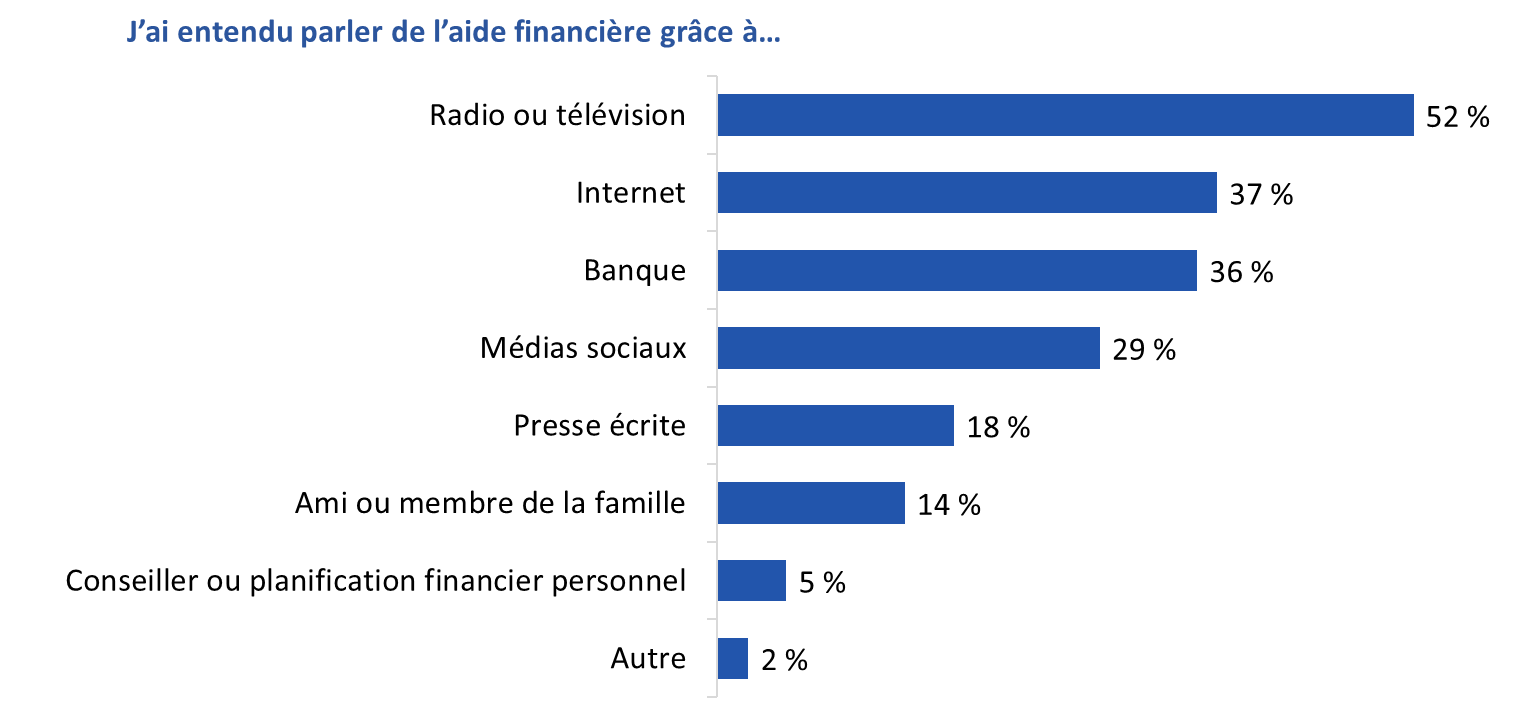 J’ai entendu parler de l’aide financière grâce à…
Radio ou télévision 52 %
Internet 37 %
Banque 36 %
Médias sociaux 29 %
Presse écrite 18 %
Ami ou membre de la famille 14 %
Conseiller ou planification financier personnel 5 %
Autre 2 %